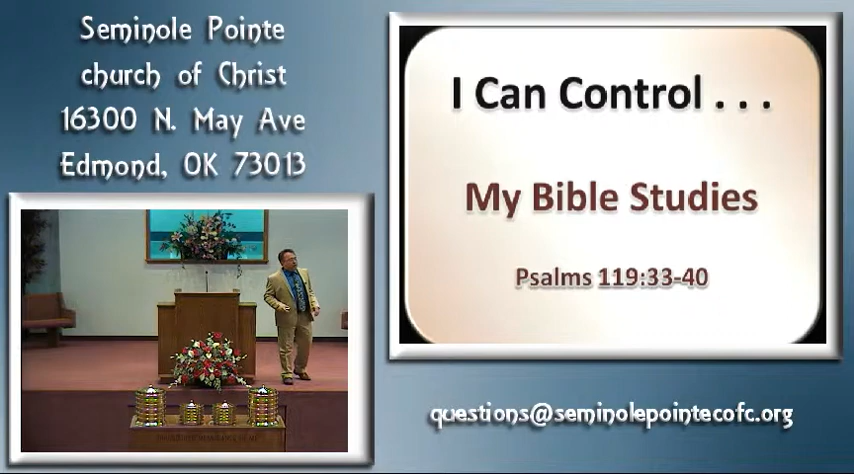 Seminole Pointe
church of Christ
16300 N. May Ave
Edmond, OK 73013
I Can Control . . .
My Bible Studies
Psalms 119:33-40
questions@seminolepointecofc.org